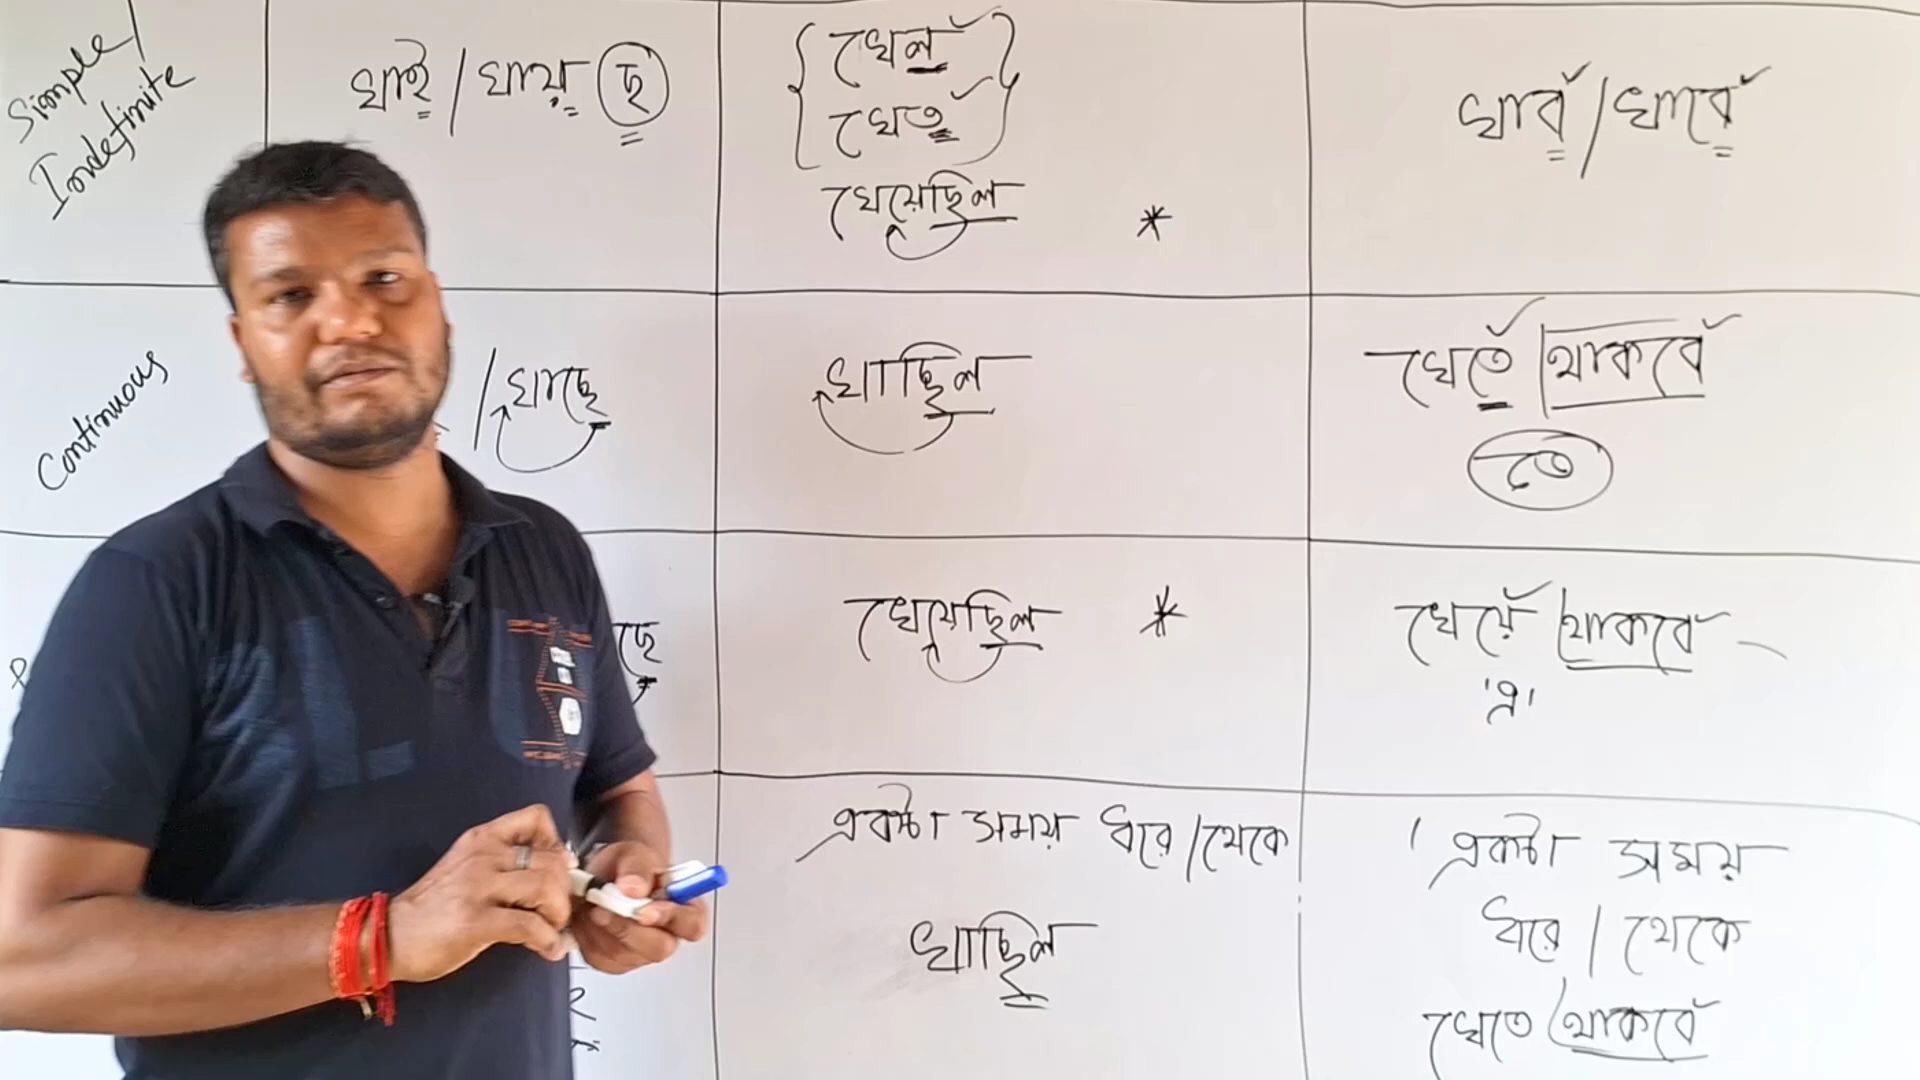 Simple/
Indefinite
খাই / খায় ছ
খেল
খেত
খেয়েছিল *
খাব / খাবে
Continuous
/ খাচ্ছে
খাচ্ছিল
খেতে থাকবে
তে
ছে
খেয়েছিল *
খেয়ে থাকবে
'এ'
একটা সময় ধরে / থেকে
খাচ্ছিল
একটা সময়
ধরে / থেকে
খেতে থাকবে